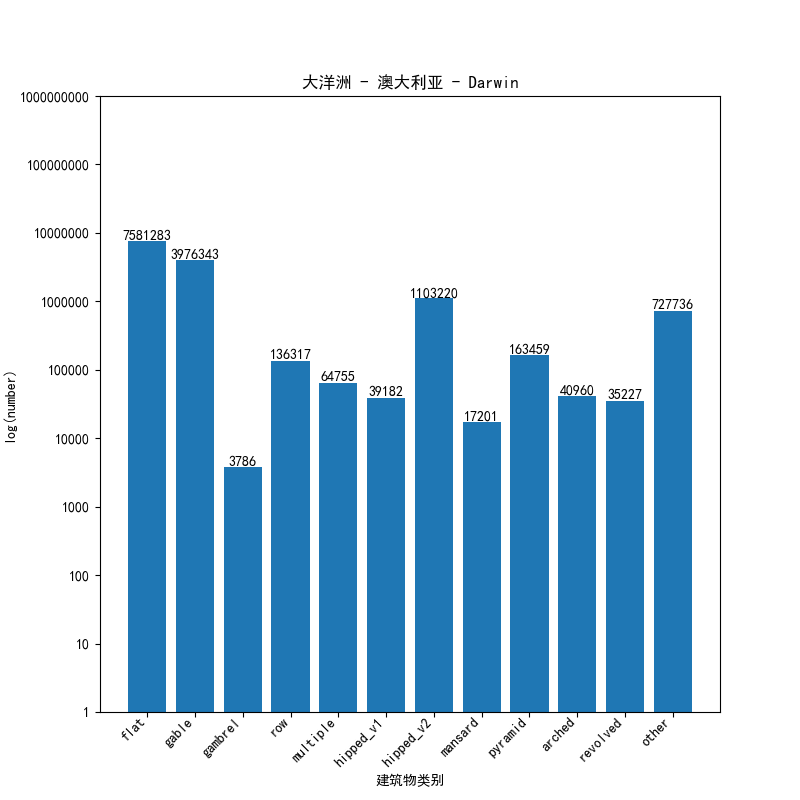 大洋洲 - 澳大利亚 - Darwin
1000000000
100000000
10000000
1000000
100000
10000
1000
100
10
1
log(number)
7581283
3976343
3786
136317
64755
39182
1103220
17201
163459
40960
35227
727736
flat
gable
gambrel
row
multiple
hipped_v1
hipped_v2
mansard
pyramid
arched
revolved
other
建筑物类别